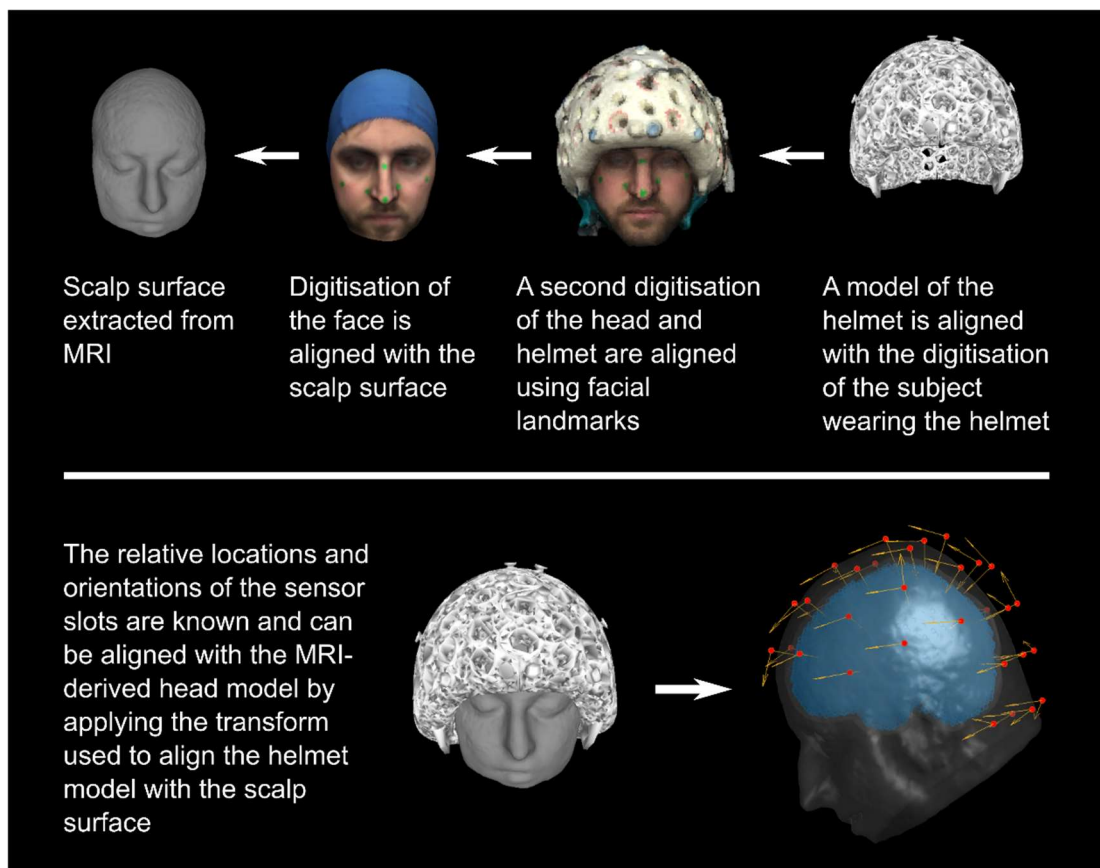 Scalp surface
extracted from
MRI
Digitisation of
the face is
aligned with the
scalp surface
A second digitisation
of the head and
helmet are aligned
using facial
landmarks
A model of the
helmet is aligned
with the digitisation
of the subject
wearing the helmet
The relative locations and
orientations of the sensor
slots are known and can
be aligned with the MRI-
derived head model by
applying the transform
used to align the helmet
model with the scalp
surface